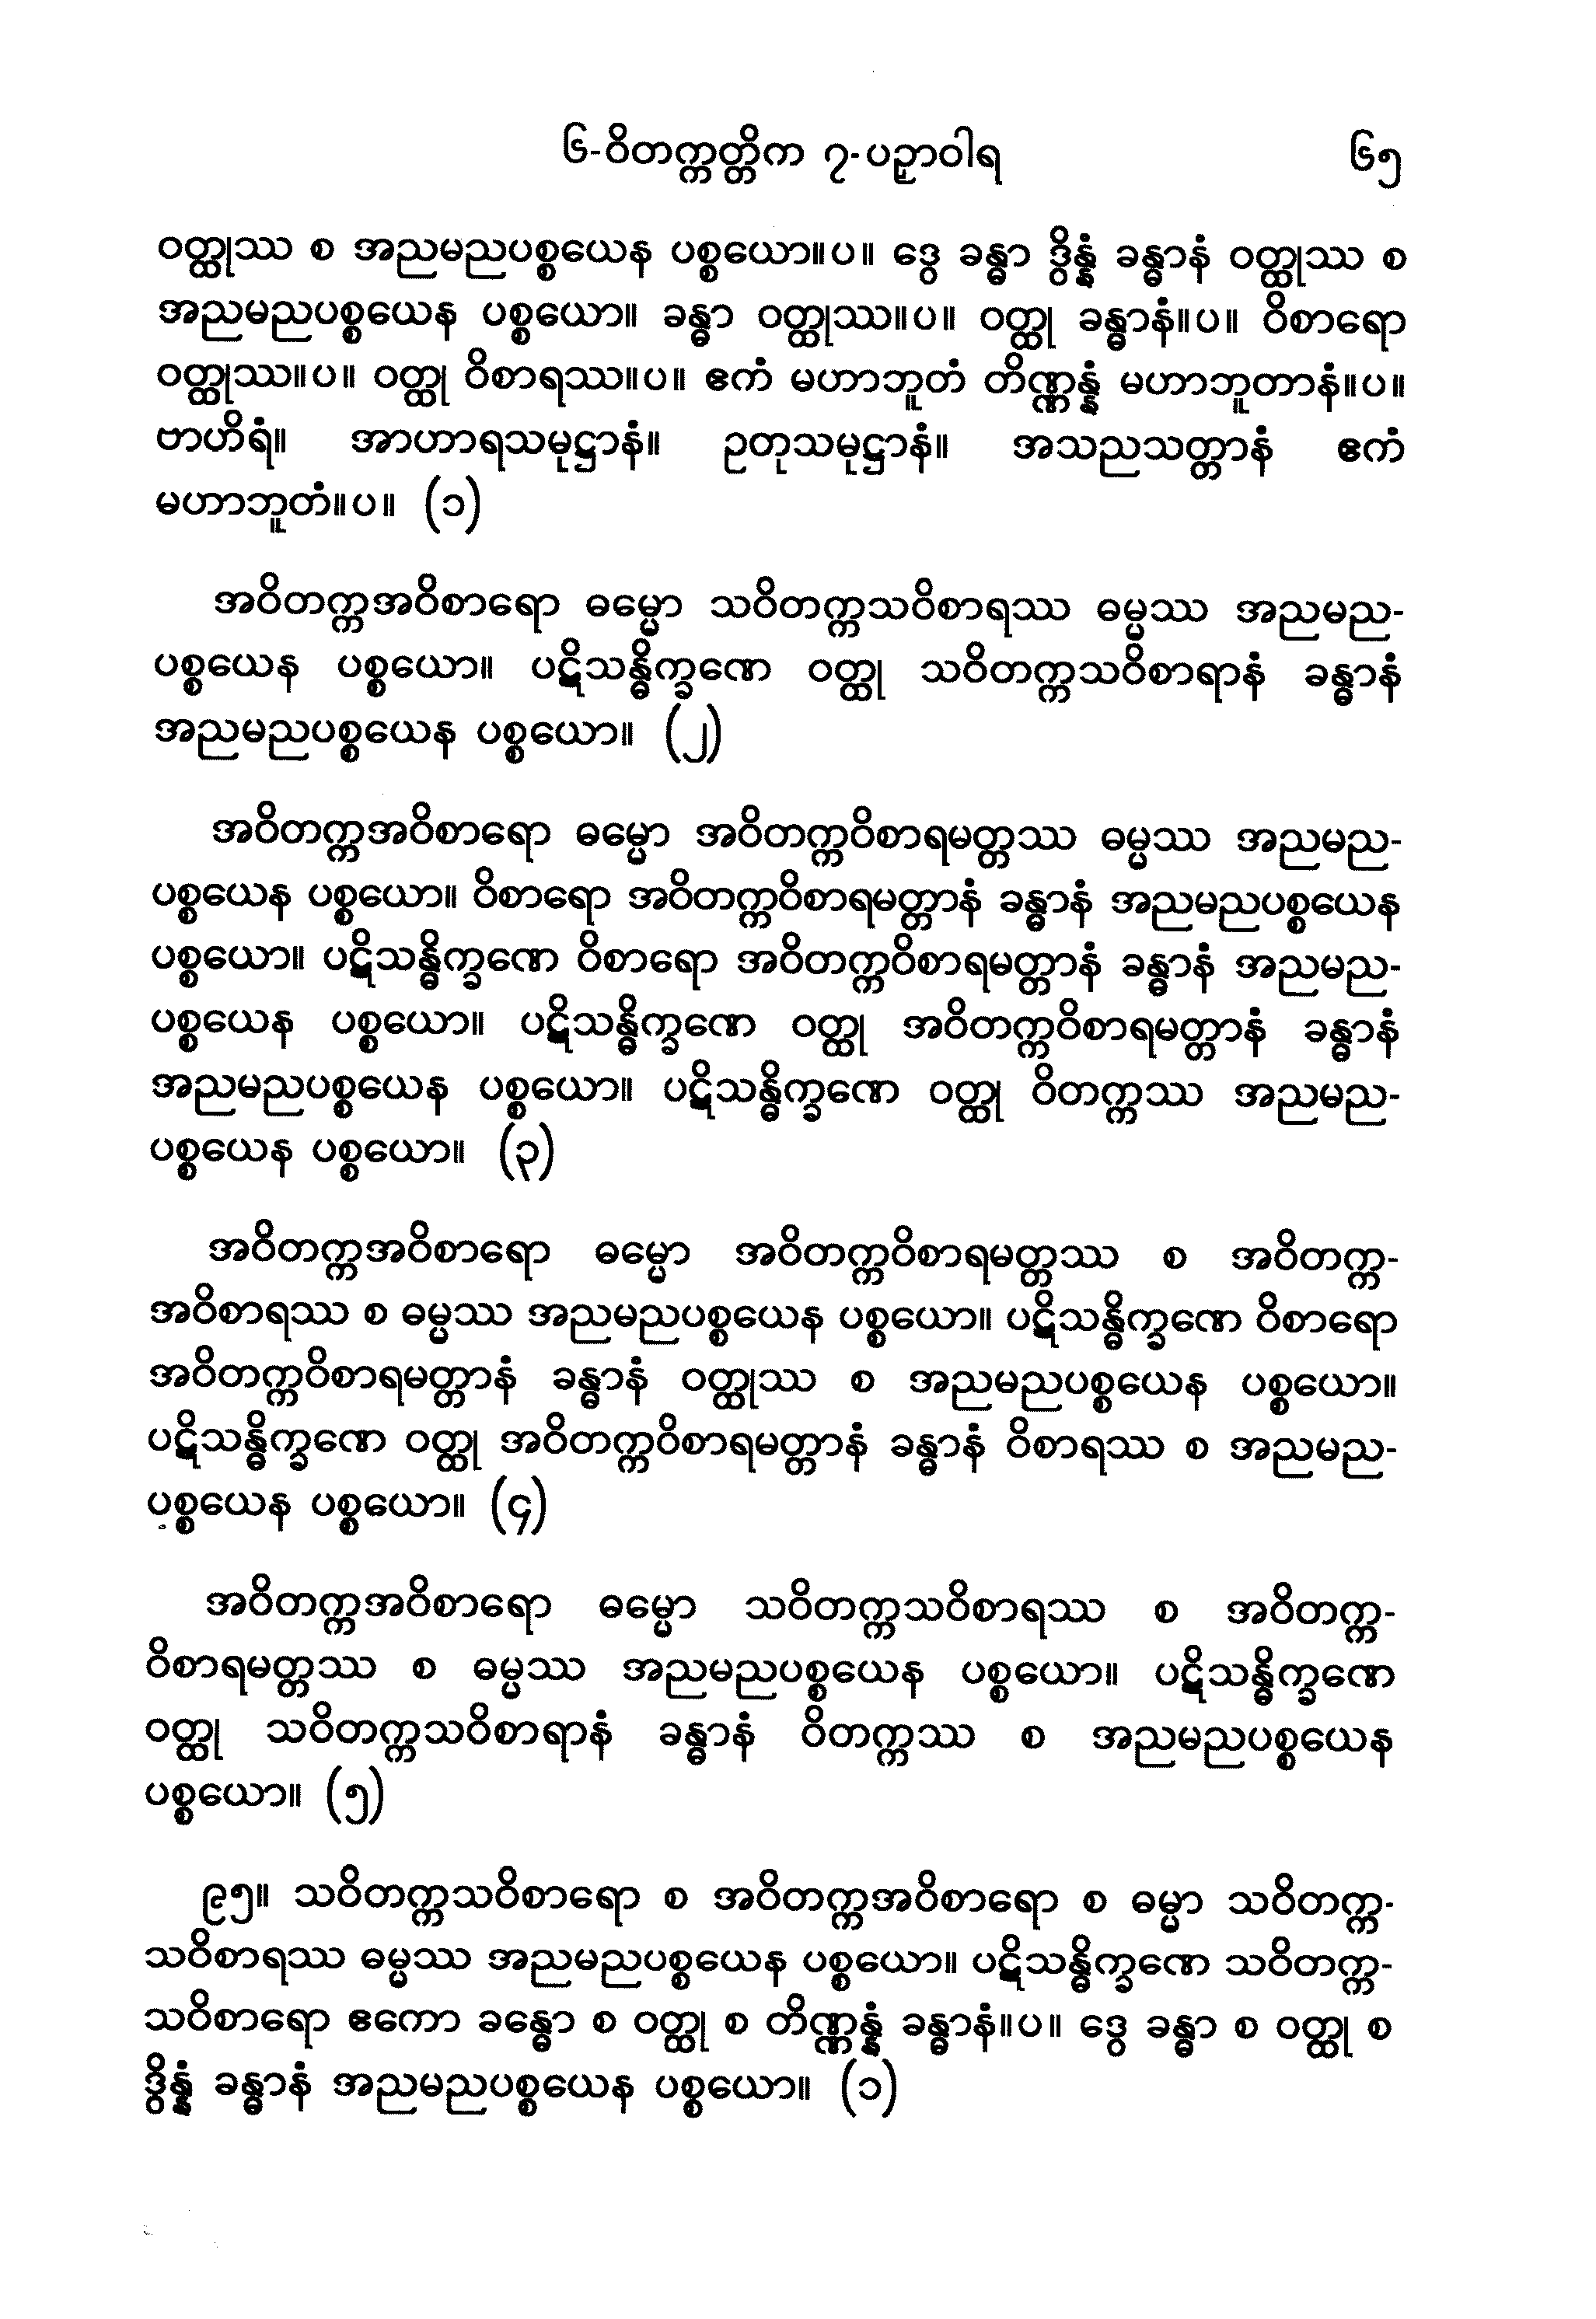 ၆-ဝိတက္ကတ္တိက ၇-ပဉှာဝါရ ၆၅
ဝတ္ထုဿ စ အညမညပစ္စယေန ပစ္စယော။ပ။ ဒွေ ခန္ဓာ ဒွိန္နံ ခန္ဓာနံ ဝတ္ထုဿ စ
အညမညပစ္စယေန ပစ္စယော။ ခန္ဓာ ဝတ္ထုဿ။ပ။ ဝတ္ထု ခန္ဓာနံ။ပ။ ဝိစာရော
ဝတ္ထုဿ။ပ။ ဝတ္ထု ဝိစာရဿ။ပ။ ဧကံ မဟာဘူတံ တိဏ္ဏန္နံ မဟာဘူတာနံ။ပ။
ဗာဟိရံ။ အာဟာရသမုဋ္ဌာနံ။ ဥတုသမုဋ္ဌာနံ။ အသညသတ္တာနံ ဧကံ
မဟာဘူတံ။ပ။ (၁)
အဝိတက္ကအဝိစာရော ဓမ္မော သဝိတက္ကသဝိစာရဿ ဓမ္မဿ အညမည-
ပစ္စယေန ပစ္စယော။ ပဋိသန္ဓိက္ခဏေ ဝတ္ထု သဝိတက္ကသဝိစာရာနံ ခန္ဓာနံ
အညမညပစ္စယေန ပစ္စယော။ (၂)
အဝိတက္ကအဝိစာရော ဓမ္မော အဝိတက္ကဝိစာရမတ္တဿ ဓမ္မဿ အညမည-
ပစ္စယေန ပစ္စယော။ ဝိစာရော အဝိတက္ကဝိစာရမတ္တာနံ ခန္ဓာနံ အညမညပစ္စယေန
ပစ္စယော။ ပဋိသန္ဓိက္ခဏေ ဝိစာရော အဝိတက္ကဝိစာရမတ္တာနံ ခန္ဓာနံ အညမည-
ပစ္စယေန ပစ္စယော။ ပဋိသန္ဓိက္ခဏေ ဝတ္ထု အဝိတက္ကဝိစာရမတ္တာနံ ခန္ဓာနံ
အညမညပစ္စယေန ပစ္စယော။ ပဋိသန္ဓိက္ခဏေ ဝတ္ထု ဝိတက္ကဿ အညမည-
ပစ္စယေန ပစ္စယော။ (၃)
အဝိတက္ကအဝိစာရော ဓမ္မော အဝိတက္ကဝိစာရမတ္တဿ စ အဝိတက္က-
အဝိစာရဿ စ ဓမ္မဿ အညမညပစ္စယေန ပစ္စယော။ ပဋိသန္ဓိက္ခဏေ ဝိစာရော
အဝိတက္ကဝိစာရမတ္တာနံ ခန္ဓာနံ ဝတ္ထုဿ စ အညမညပစ္စယေန ပစ္စယော။
ပဋိသန္ဓိက္ခဏေ ဝတ္ထု အဝိတက္ကဝိစာရမတ္တာနံ ခန္ဓာနံ ဝိစာရဿ စ အညမည-
ပစ္စယေန ပစ္စယော။ (၄)
အဝိတက္ကအဝိစာရော ဓမ္မော သဝိတက္ကသဝိစာရဿ စ အဝိတက္က-
ဝိစာရမတ္တဿ စ ဓမ္မဿ အညမညပစ္စယေန ပစ္စယော။ ပဋိသန္ဓိက္ခဏေ
ဝတ္ထု သဝိတက္ကသဝိစာရာနံ ခန္ဓာနံ ဝိတက္ကဿ စ အညမညပစ္စယေန
ပစ္စယော။ (၅)
၉၅။ သဝိတက္ကသဝိစာရော စ အဝိတက္ကအဝိစာရော စ ဓမ္မာ သဝိတက္က-
သဝိစာရဿ ဓမ္မဿ အညမညပစ္စယေန ပစ္စယော။ ပဋိသန္ဓိက္ခဏေ သဝိတက္က-
သဝိစာရော ဧကော ခန္ဓော စ ဝတ္ထု စ တိဏ္ဏန္နံ ခန္ဓာနံ။ပ။ ဒွေ ခန္ဓာ စ ဝတ္ထု စ
ဒွိန္နံ ခန္ဓာနံ အညမညပစ္စယေန ပစ္စယော။ (၁)